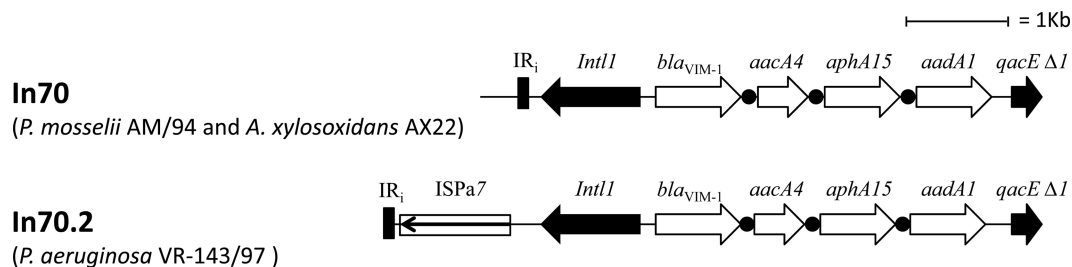 = 1Kb
IRi IntI1 blaVIM-1 aacA4 aphA15 aadA1 qacE Δ1
In70
(P. mosselii AM/94 and A. xylosoxidans AX22)
IRi ISPa7 IntI1 blaVIM-1 aacA4 aphA15 aadA1 qacE Δ1
In70.2
(P. aeruginosa VR-143/97 )